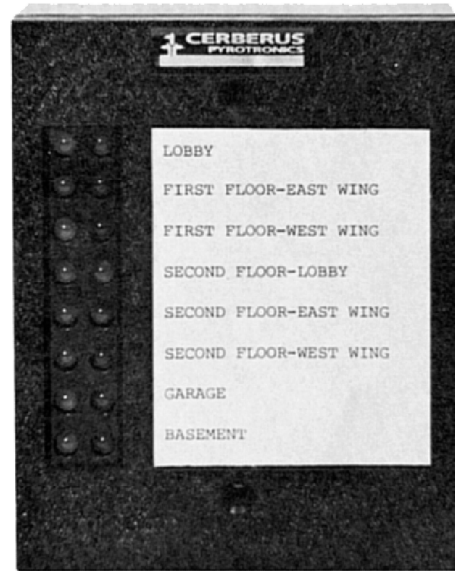 CERBERUS
PYROTRONICS
LOBBY
FIRST FLOOR-EAST WING
FIRST FLOOR-WEST WING
SECOND FLOOR-LOBBY
SECOND FLOOR-EAST WING
SECOND FLOOR-WEST WING
GARAGE
BASEMENT